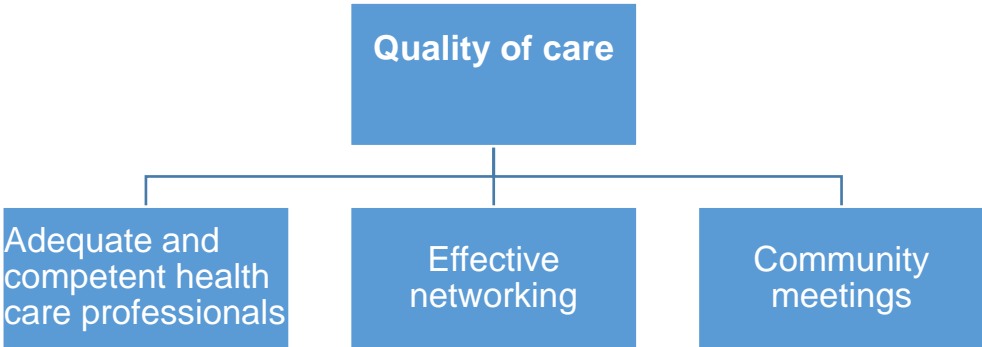 Quality of care
Adequate and
competent health
care professionals
Effective
networking
Community
meetings